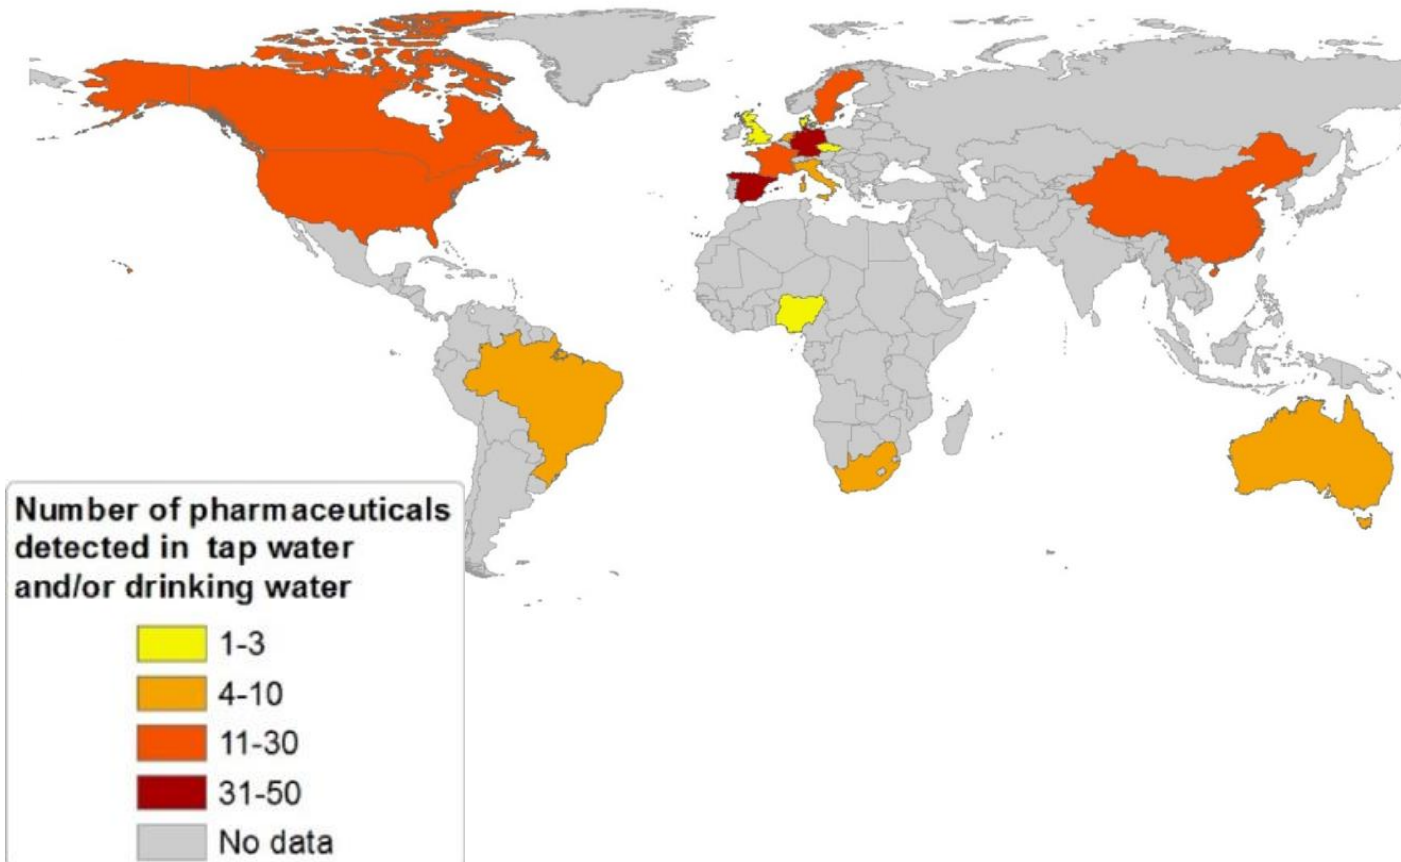 Number of pharmaceuticals
detected in tap water
and/or drinking water
1-3
4-10
11-30
31-50
No data